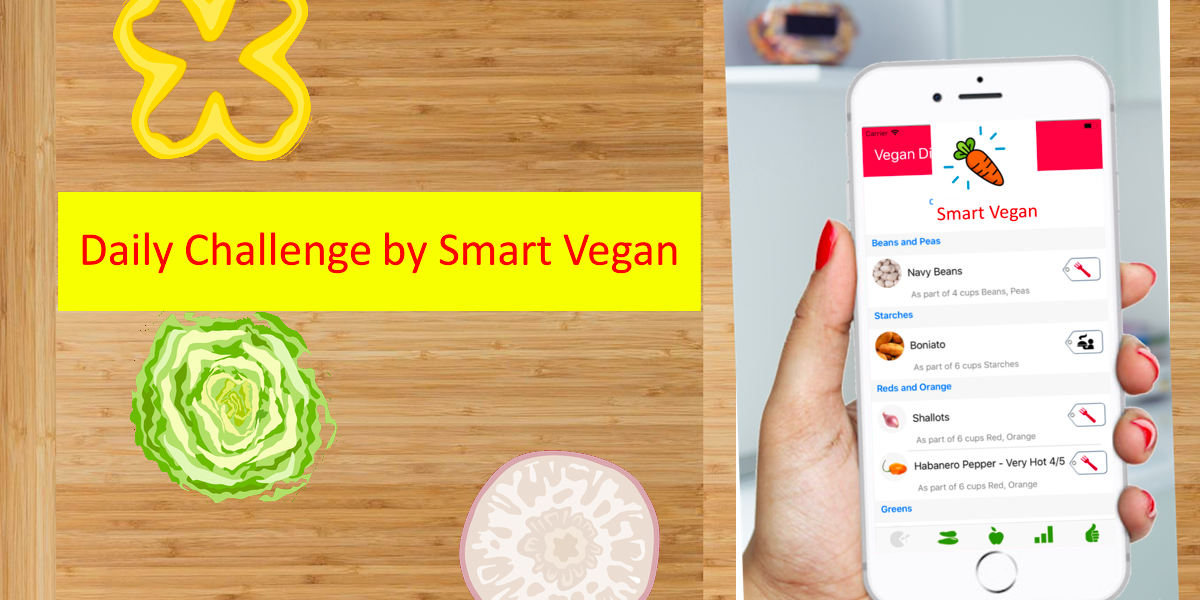 Daily Challenge by Smart Vegan
Carrier
Vegan Di
C
Smart Vegan
Beans and Peas
Navy Beans
As part of 4 cups Beans, Peas
Starches
Boniato
As part of 6 cups Starches
Reds and Orange
Shallots
As part of 6 cups Red, Orange
Habanero Pepper - Very Hot 4/5
As part of 6 cups Red, Orange
Greens